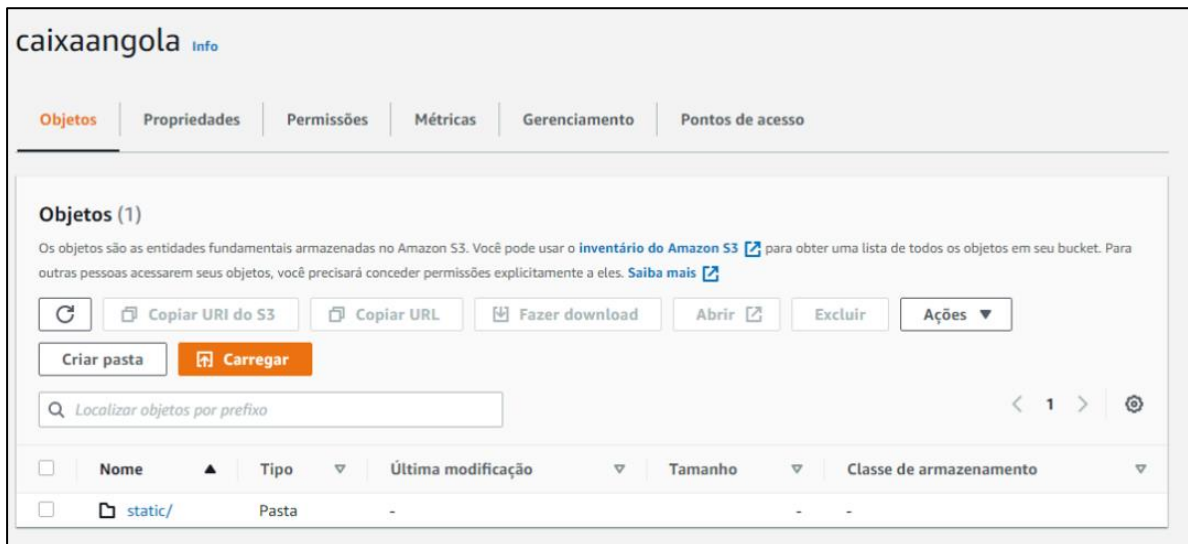 caixaangola Info
Objetos Propriedades Permissões Métricas Gerenciamento Pontos de acesso
Objetos (1)
Os objetos são as entidades fundamentais armazenadas no Amazon S3. Você pode usar o inventário do Amazon S3 para obter uma lista de todos os objetos em seu bucket. Para
outras pessoas acessarem seus objetos, você precisará conceder permissões explicitamente a eles. Saiba mais
Copiar URI do S3 Copiar URL Fazer download Abrir Excluir Ações
Criar pasta Carregar
Localizar objetos por prefixo 1
Nome Tipo Última modificação Tamanho Classe de armazenamento
static/ Pasta - - -